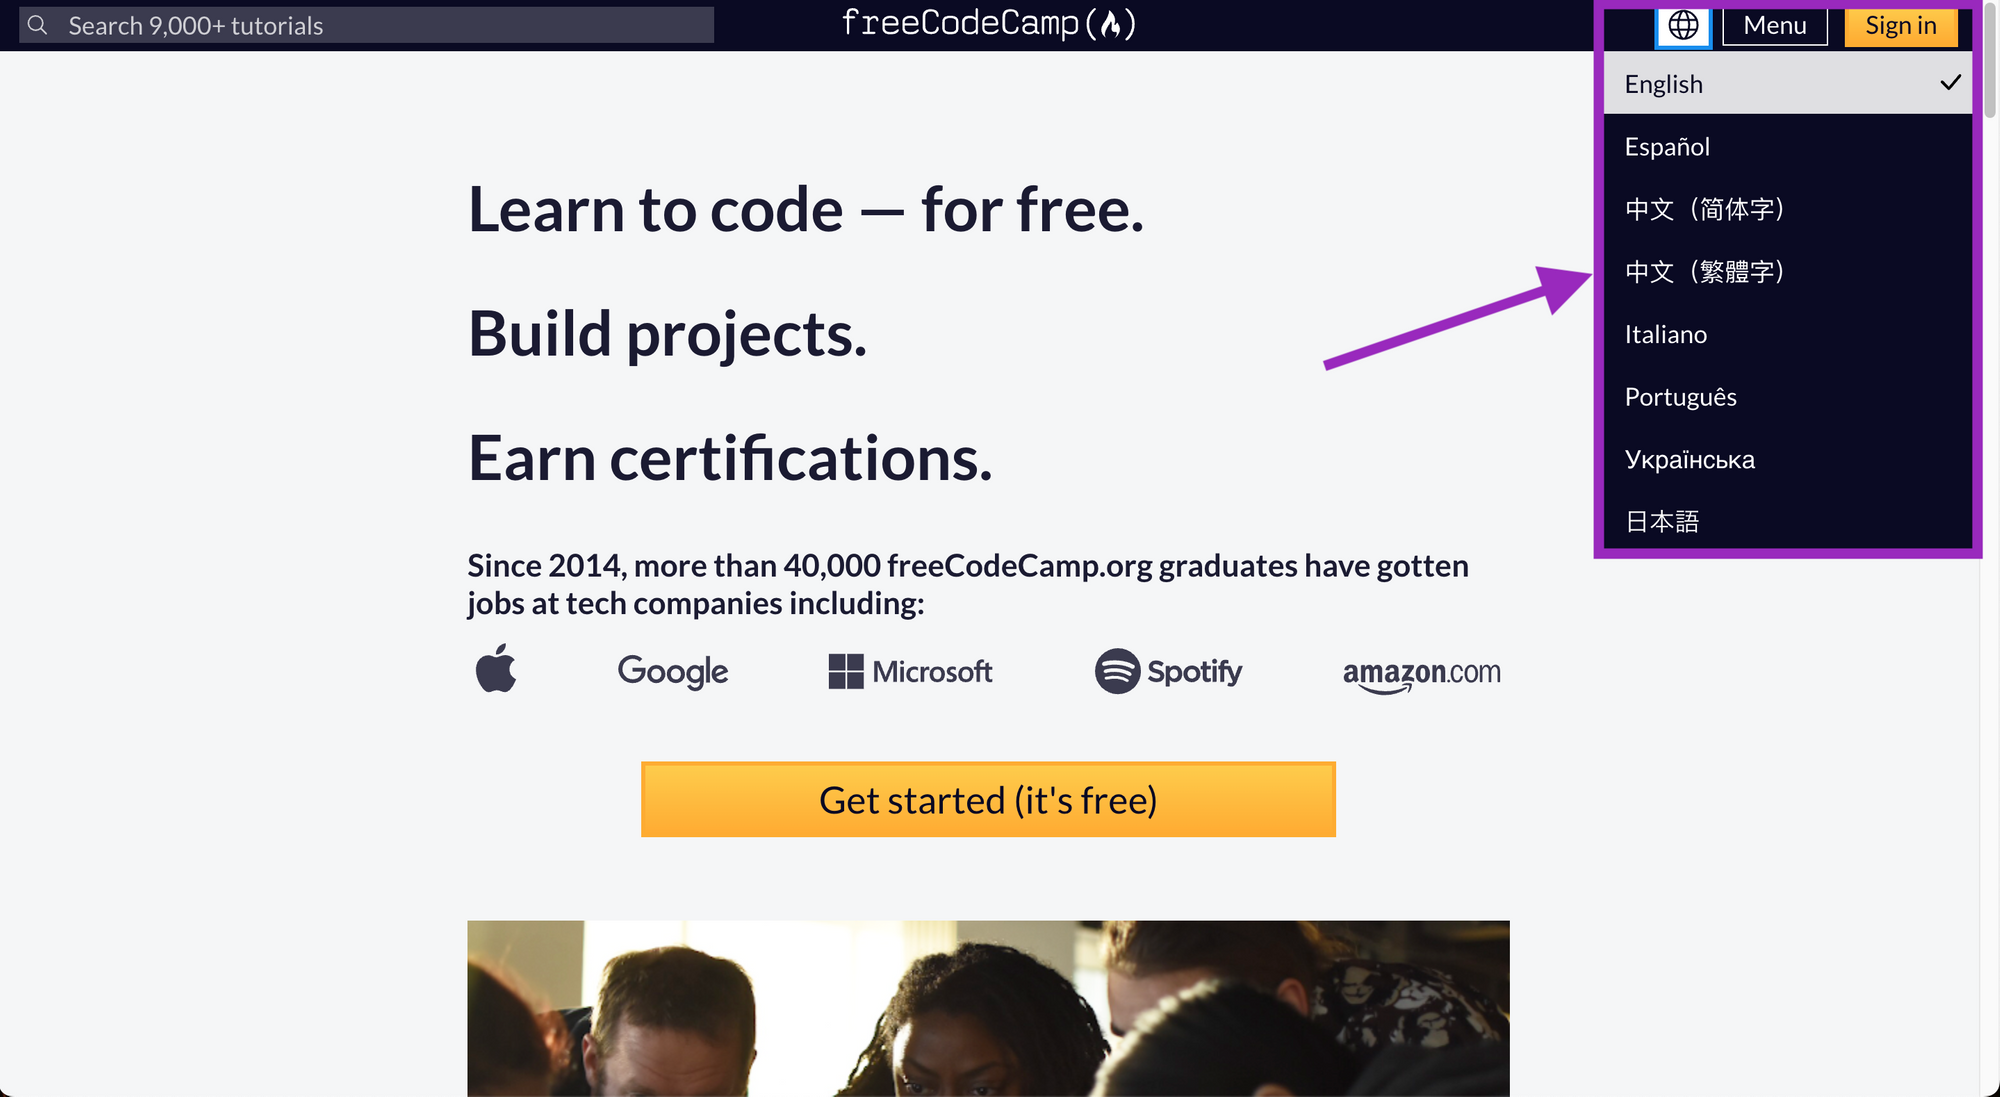 Search 9,000+ tutorials
freeCodeCamp(🔥)
Menu
Sign in
English
Español
中文（简体字）
中文（繁體字）
Italiano
Português
Українська
日本語
Learn to code — for free.
Build projects.
Earn certifications.
Since 2014, more than 40,000 freeCodeCamp.org graduates have gotten
jobs at tech companies including:
Google
Microsoft
Spotify
amazon.com
Get started (it's free)